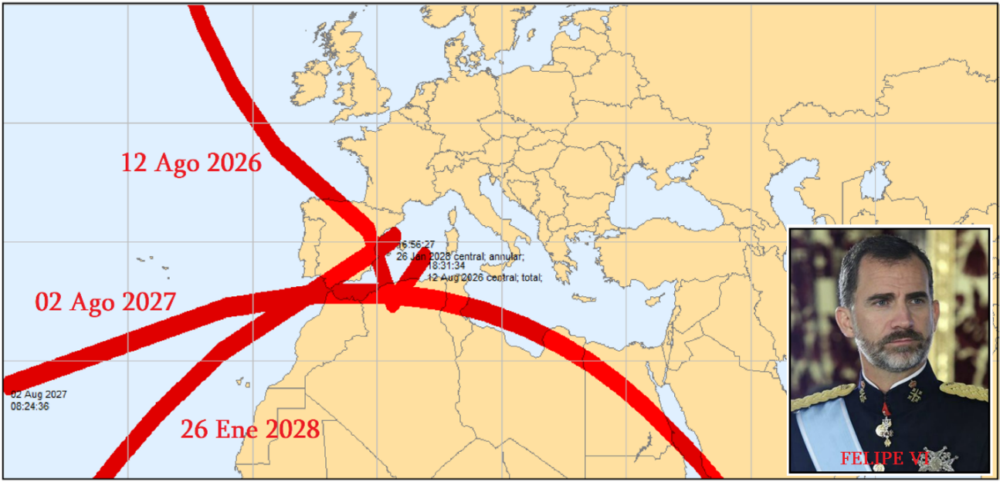 12 Ago 2026
16:56:27
26 Jan 2028 central; annular;
18:31:34
12 Aug 2026 central; total;
02 Ago 2027
02 Aug 2027
08:24:36
26 Ene 2028
FELIPE VI